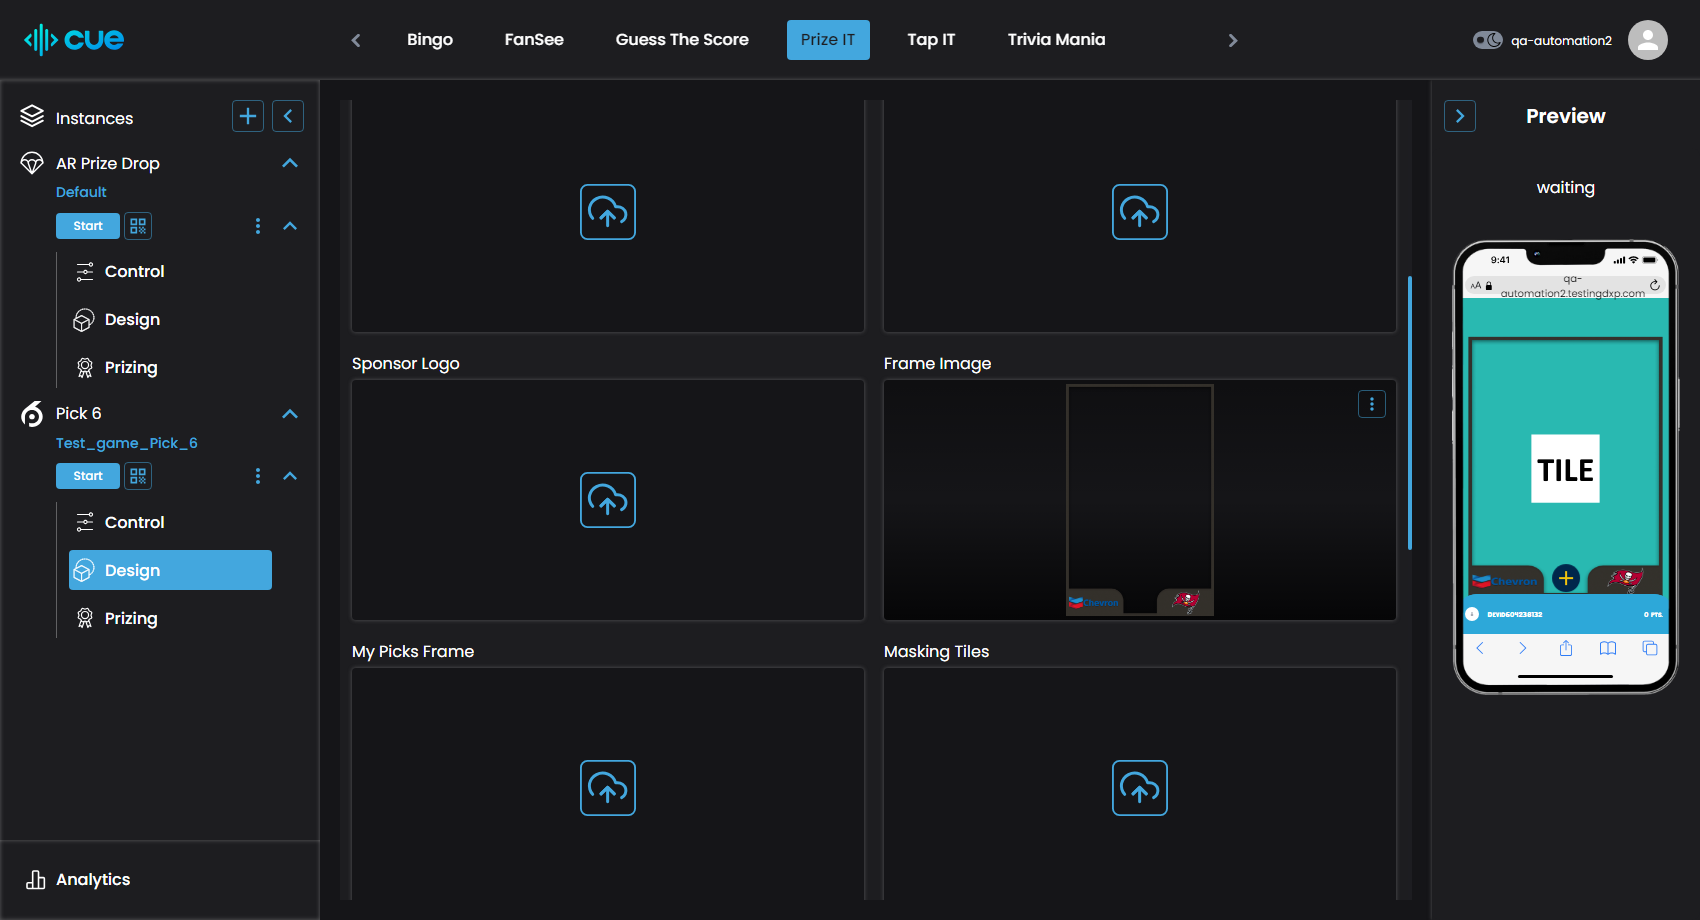 cue
Bingo
FanSee
Guess The Score
Prize IT
Tap IT
Trivia Mania
qa-automation2
Instances
AR Prize Drop
Default
Start
Control
Design
Prizing
Pick 6
Test_game_Pick_6
Start
Control
Design
Prizing
Analytics
Sponsor Logo
Frame Image
Chevron
My Picks Frame
Masking Tiles
Preview
waiting
9:41
AA
qa-
automation2.testingdxp.com
TILE
Chevron
0 PTS.